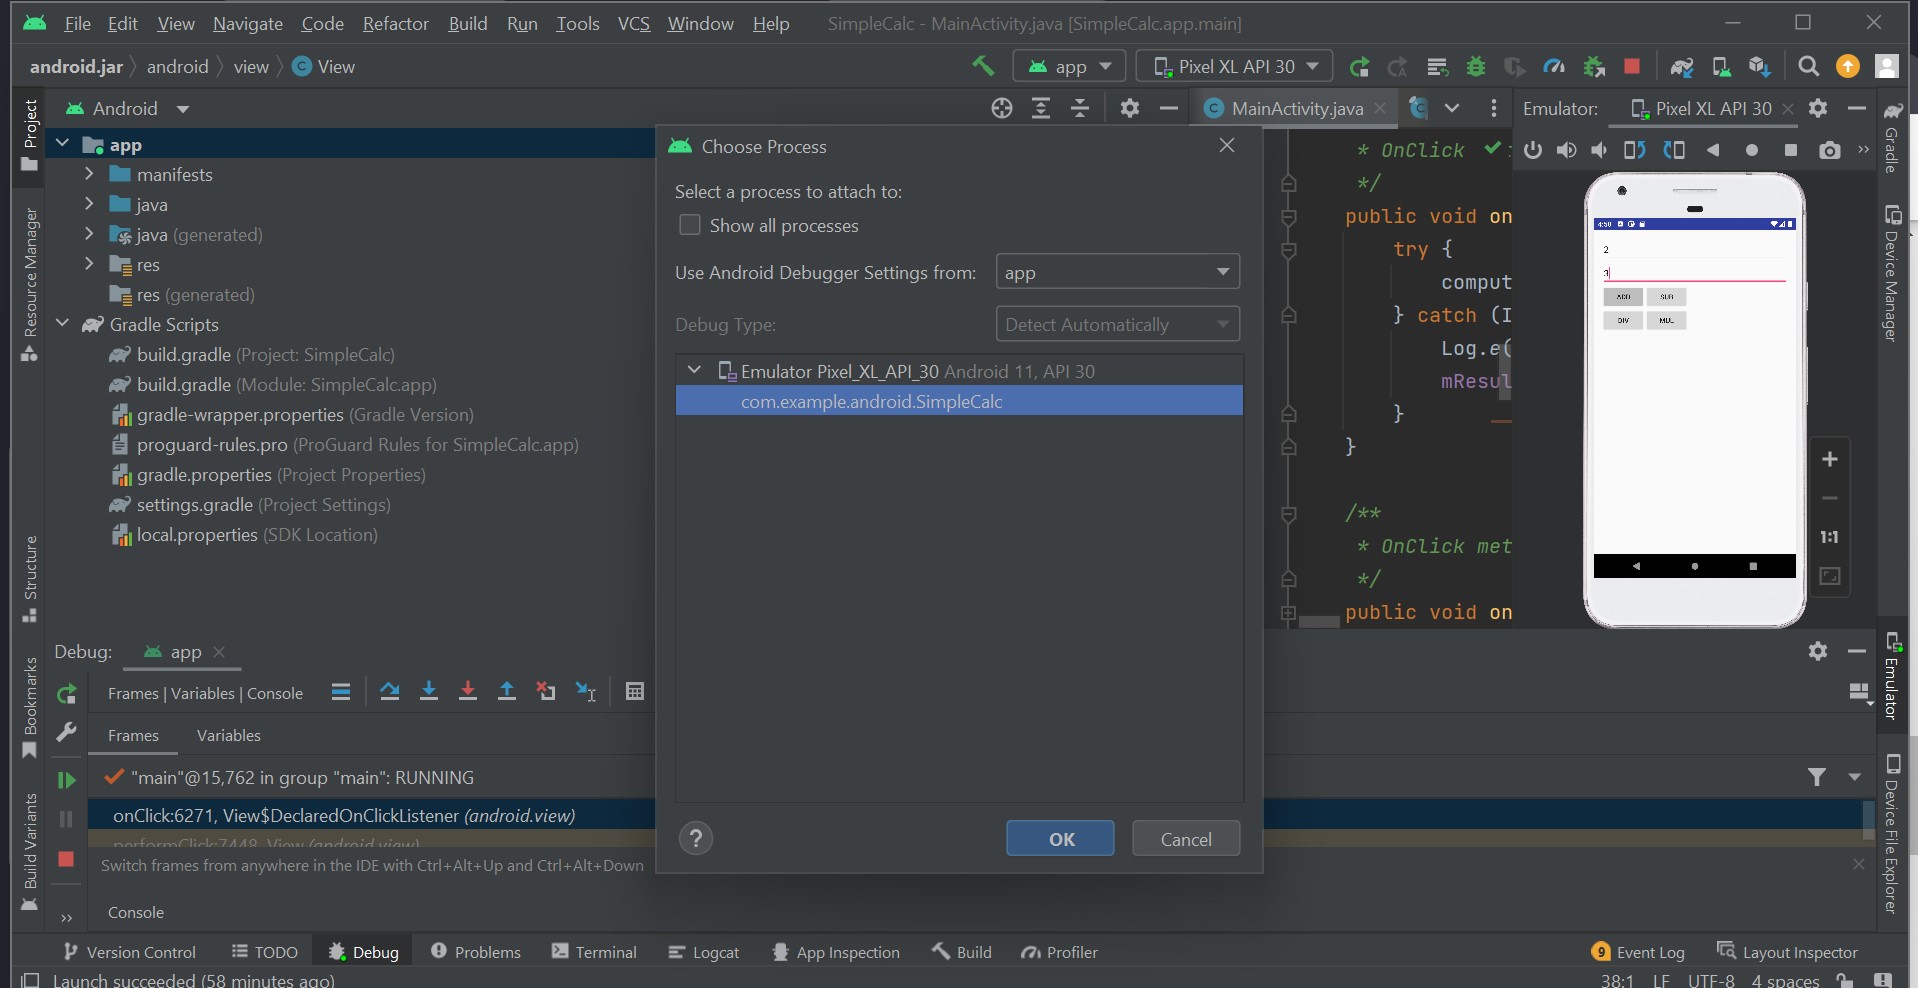 File Edit View Navigate Code Refactor Build Run Tools VCS Window Help SimpleCalc - MainActivity.java [SimpleCalc.app.main]
android.jar android view C View app Pixel XL API 30
Android
C MainActivity.java
Emulator: Pixel XL API 30
Project
Resource Manager
Structure
Bookmarks
Build Variants
app
manifests
java
java (generated)
res
res (generated)
Gradle Scripts
build.gradle (Project: SimpleCalc)
build.gradle (Module: SimpleCalc.app)
gradle-wrapper.properties (Gradle Version)
proguard-rules.pro (ProGuard Rules for SimpleCalc.app)
gradle.properties (Project Properties)
settings.gradle (Project Settings)
local.properties (SDK Location)
Choose Process
Select a process to attach to:
Show all processes
Use Android Debugger Settings from: app
Debug Type: Detect Automatically
Emulator Pixel_XL_API_30 Android 11, API 30
com.example.android.SimpleCalc
? OK Cancel
* OnClick
*/
public void on
try {
comput
} catch (I
Log.e(
mResul
}
}
/**
* OnClick met
*/
public void on
4:50
2
3
ADD SUB
DIV MUL
1:1
Gradle
Device Manager
Emulator
Device File Explorer
Debug: app
Frames | Variables | Console
Frames Variables
"main"@15,762 in group "main": RUNNING
onClick:6271, View$DeclaredOnClickListener (android.view)
performClick:7448, View (android.view)
Switch frames from anywhere in the IDE with Ctrl+Alt+Up and Ctrl+Alt+Down
Console
Version Control TODO Debug Problems Terminal Logcat App Inspection Build Profiler 9 Event Log Layout Inspector
Launch succeeded (58 minutes ago) 38:1 LF UTF-8 4 spaces